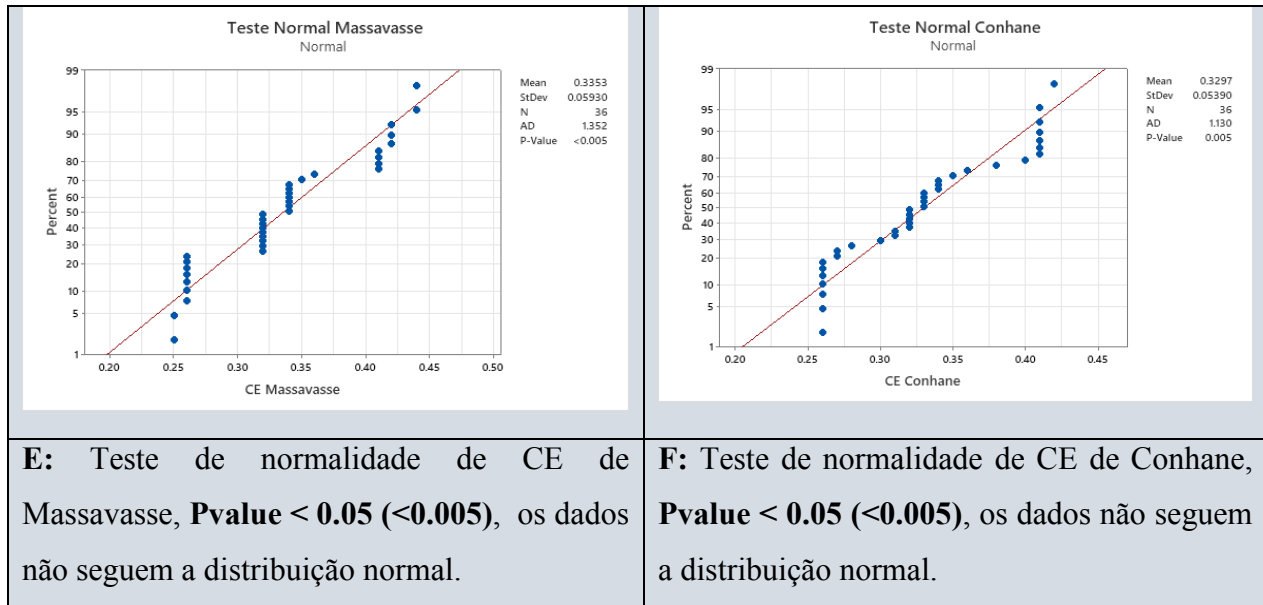 Teste Normal Massavasse
Normal
99
95
90
80
70
60
50
40
30
20
10
5
1
Percent
0.20 0.25 0.30 0.35 0.40 0.45 0.50
CE Massavasse
Mean 0.3353
StDev 0.05930
N 36
AD 1.352
P-Value <0.005
Teste Normal Conhane
Normal
99
95
90
80
70
60
50
40
30
20
10
5
1
Percent
0.20 0.25 0.30 0.35 0.40 0.45
CE Conhane
Mean 0.3297
StDev 0.05390
N 36
AD 1.130
P-Value 0.005
E: Teste de normalidade de CE de
Massavasse, Pvalue < 0.05 (<0.005), os dados
não seguem a distribuição normal.
F: Teste de normalidade de CE de Conhane,
Pvalue < 0.05 (<0.005), os dados não seguem
a distribuição normal.